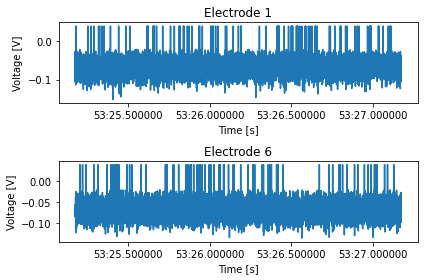 Electrode 1
0.0
−0.1
Voltage [V]
53:25.500000 53:26.000000 53:26.500000 53:27.000000
Time [s]
Electrode 6
0.00
−0.05
−0.10
Voltage [V]
53:25.500000 53:26.000000 53:26.500000 53:27.000000
Time [s]